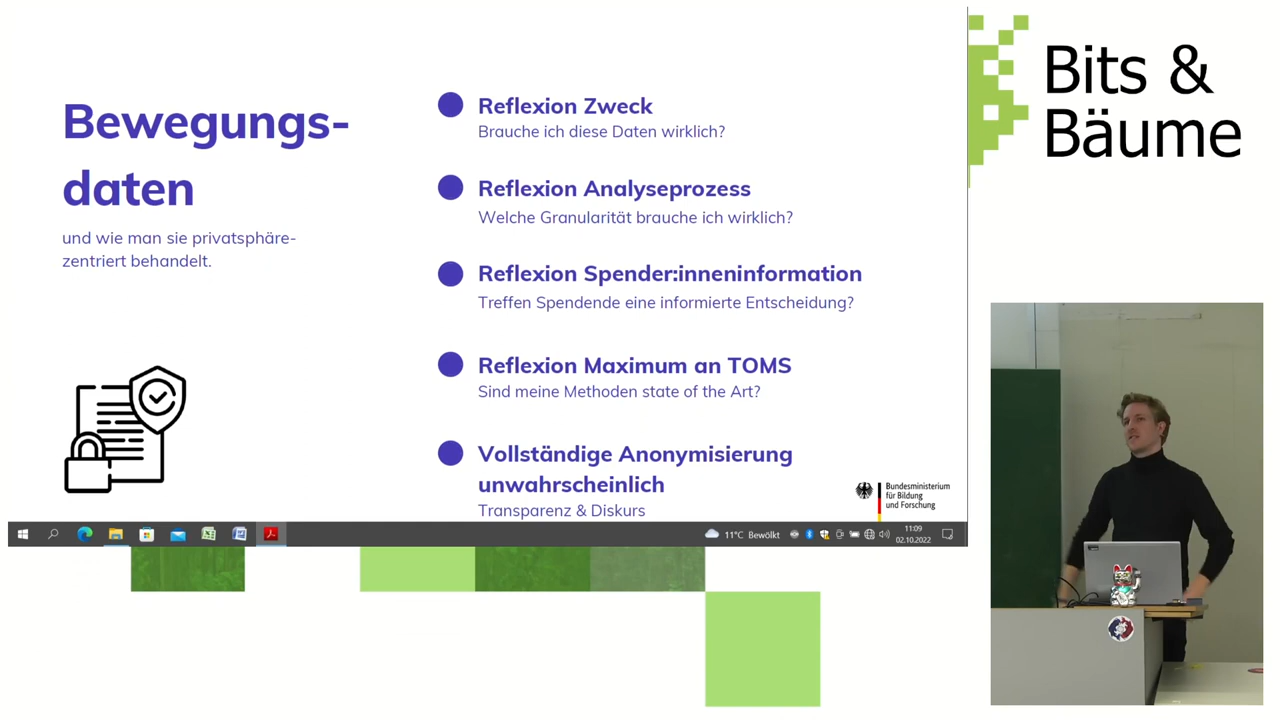 Bewegungs-
daten
und wie man sie privatsphäre-
zentriert behandelt.
Reflexion Zweck
Brauche ich diese Daten wirklich?
Reflexion Analyseprozess
Welche Granularität brauche ich wirklich?
Reflexion Spender:inneninformation
Treffen Spendende eine informierte Entscheidung?
Reflexion Maximum an TOMS
Sind meine Methoden state of the Art?
Vollständige Anonymisierung
unwahrscheinlich
Transparenz & Diskurs
Bundesministerium
für Bildung
und Forschung
11°C Bewölkt
11:09
02.10.2022
Bits &
Bäume